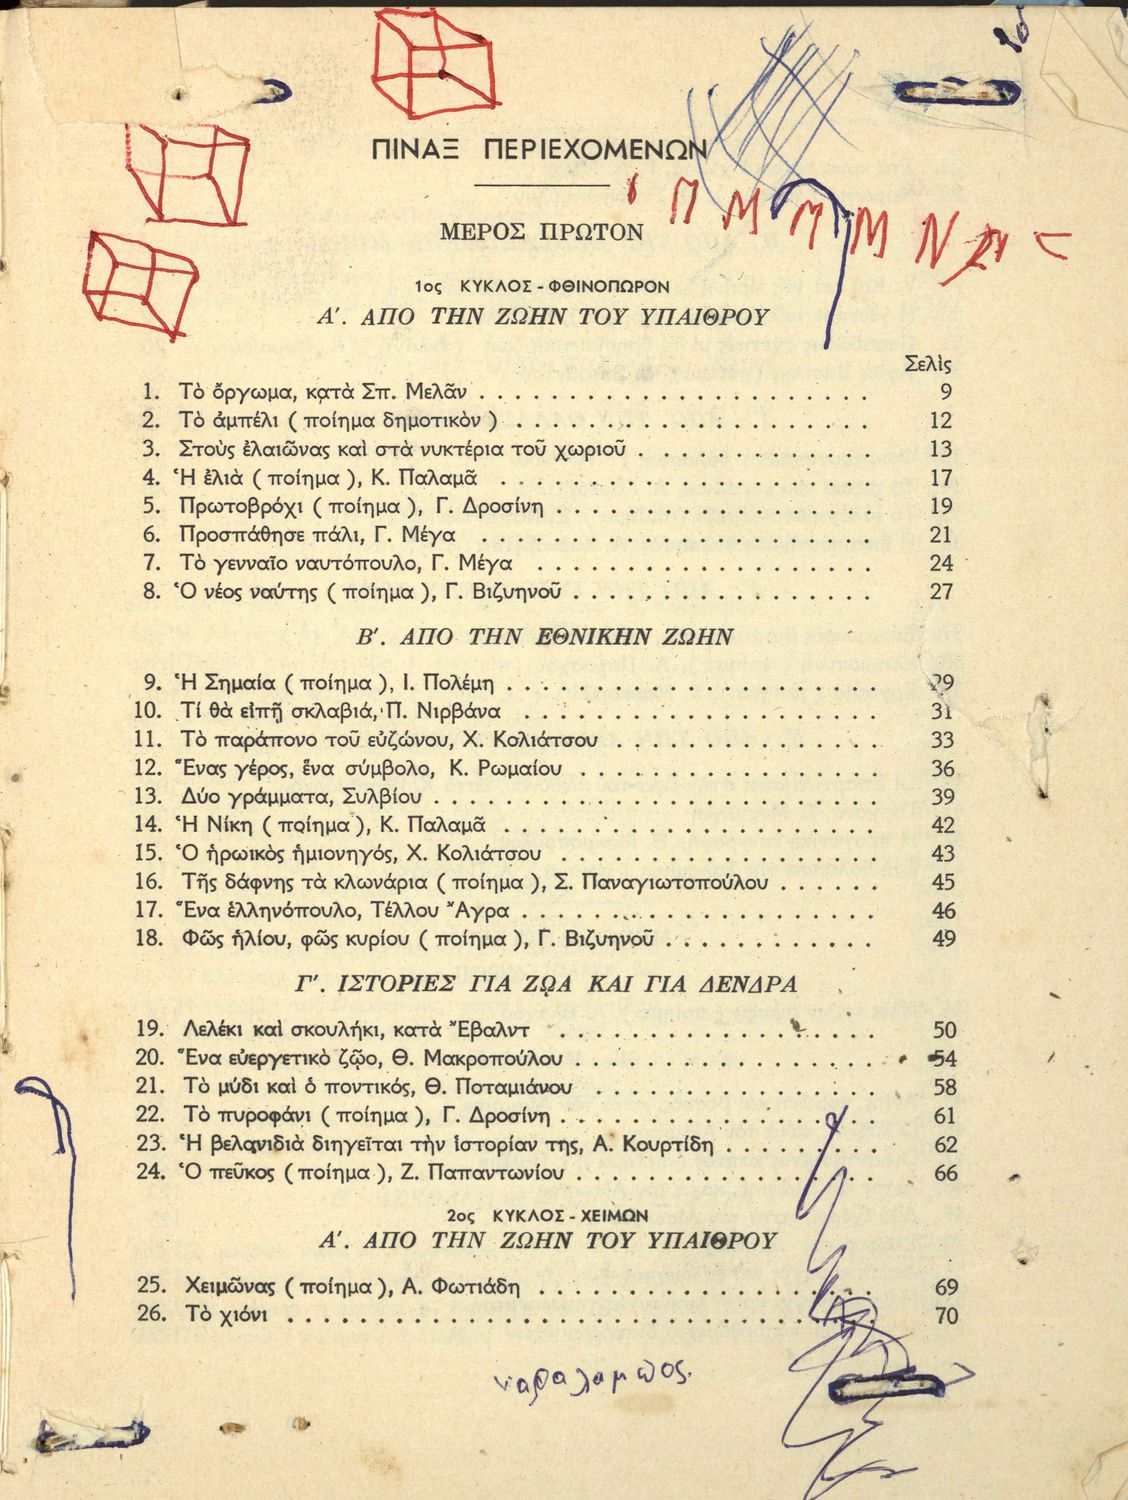 ΠΙΝΑΞ ΠΕΡΙΕΧΟΜΕΝΩΝ
ΜΕΡΟΣ ΠΡΩΤΟΝ
1ος ΚΥΚΛΟΣ - ΦΘΙΝΟΠΩΡΟΝ
Α΄. ΑΠΟ ΤΗΝ ΖΩΗΝ ΤΟΥ ΥΠΑΙΘΡΟΥ
Σελὶς
1. Τὸ ὄργωμα, κατὰ Σπ. Μελᾶν . . . . . . . . . . . . . . . . . . . . . . 9
2. Τὸ ἀμπέλι ( ποίημα δημοτικὸν ) . . . . . . . . . . . . . . . . . . . . 12
3. Στοὺς ἐλαιῶνας καὶ στὰ νυκτέρια τοῦ χωριοῦ . . . . . . . . . . . . . 13
4. Ἡ ἐλιὰ ( ποίημα ), Κ. Παλαμᾶ . . . . . . . . . . . . . . . . . . . . . 17
5. Πρωτοβρόχι ( ποίημα ), Γ. Δροσίνη . . . . . . . . . . . . . . . . . . 19
6. Προσπάθησε πάλι, Γ. Μέγα . . . . . . . . . . . . . . . . . . . . . . 21
7. Τὸ γενναῖο ναυτόπουλο, Γ. Μέγα . . . . . . . . . . . . . . . . . . . 24
8. Ὁ νέος ναύτης ( ποίημα ), Γ. Βιζυηνοῦ . . . . . . . . . . . . . . . . . 27
Β΄. ΑΠΟ ΤΗΝ ΕΘΝΙΚΗΝ ΖΩΗΝ
9. Ἡ Σημαία ( ποίημα ), Ι. Πολέμη . . . . . . . . . . . . . . . . . . . . . 29
10. Τί θὰ εἰπῇ σκλαβιά, Π. Νιρβάνα . . . . . . . . . . . . . . . . . . . . 31
11. Τὸ παράπονο τοῦ εὐζώνου, Χ. Κολιάτσου . . . . . . . . . . . . . . . 33
12. Ἕνας γέρος, ἕνα σύμβολο, Κ. Ρωμαίου . . . . . . . . . . . . . . . . . 36
13. Δύο γράμματα, Συλβίου . . . . . . . . . . . . . . . . . . . . . . . . . 39
14. Ἡ Νίκη ( ποίημα ), Κ. Παλαμᾶ . . . . . . . . . . . . . . . . . . . . . 42
15. Ὁ ἡρωικὸς ἡμιονηγός, Χ. Κολιάτσου . . . . . . . . . . . . . . . . . . 43
16. Τῆς δάφνης τὰ κλωνάρια ( ποίημα ), Σ. Παναγιωτοπούλου . . . . . . 45
17. Ἕνα ἑλληνόπουλο, Τέλλου Ἄγρα . . . . . . . . . . . . . . . . . . . . 46
18. Φῶς ἡλίου, φῶς κυρίου ( ποίημα ), Γ. Βιζυηνοῦ . . . . . . . . . . . . 49
Γ΄. ΙΣΤΟΡΙΕΣ ΓΙΑ ΖΩΑ ΚΑΙ ΓΙΑ ΔΕΝΔΡΑ
19. Λελέκι καὶ σκουλήκι, κατὰ Ἔβαλντ . . . . . . . . . . . . . . . . . . 50
20. Ἕνα εὐεργετικὸ ζῷο, Θ. Μακροπούλου . . . . . . . . . . . . . . . . . 54
21. Τὸ μύδι καὶ ὁ ποντικός, Θ. Ποταμιάνου . . . . . . . . . . . . . . . . 58
22. Τὸ πυροφάνι ( ποίημα ), Γ. Δροσίνη . . . . . . . . . . . . . . . . . . 61
23. Ἡ βελανιδιὰ διηγεῖται τὴν ἱστορίαν της, Α. Κουρτίδη . . . . . . . . . 62
24. Ὁ πεῦκος ( ποίημα ), Ζ. Παπαντωνίου . . . . . . . . . . . . . . . . . 66
2ος ΚΥΚΛΟΣ - ΧΕΙΜΩΝ
Α΄. ΑΠΟ ΤΗΝ ΖΩΗΝ ΤΟΥ ΥΠΑΙΘΡΟΥ
25. Χειμῶνας ( ποίημα ), Α. Φωτιάδη . . . . . . . . . . . . . . . . . . . 69
26. Τὸ χιόνι . . . . . . . . . . . . . . . . . . . . . . . . . . . . . . . . . 70